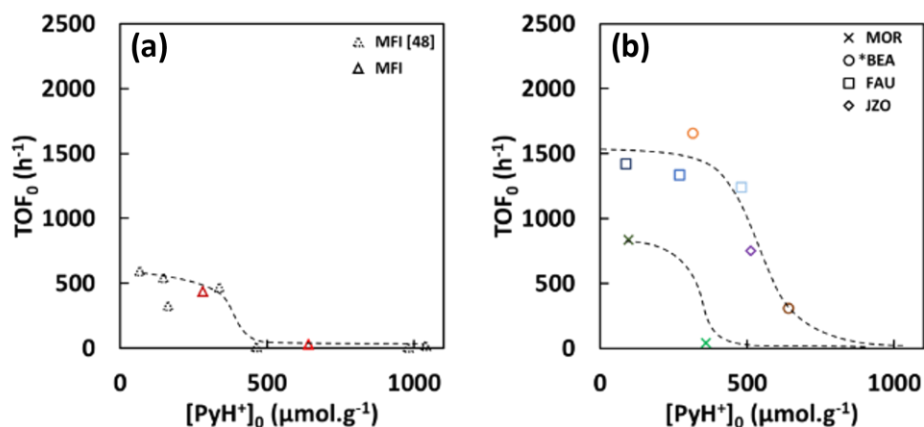 (a)
MFI [48]
MFI
2500
2000
1500
1000
500
0
TOF₀ (h⁻¹)
0 500 1000
[PyH⁺]₀ (μmol.g⁻¹)
(b)
MOR
*BEA
FAU
JZO
2500
2000
1500
1000
500
0
TOF₀ (h⁻¹)
0 500 1000
[PyH⁺]₀ (μmol.g⁻¹)